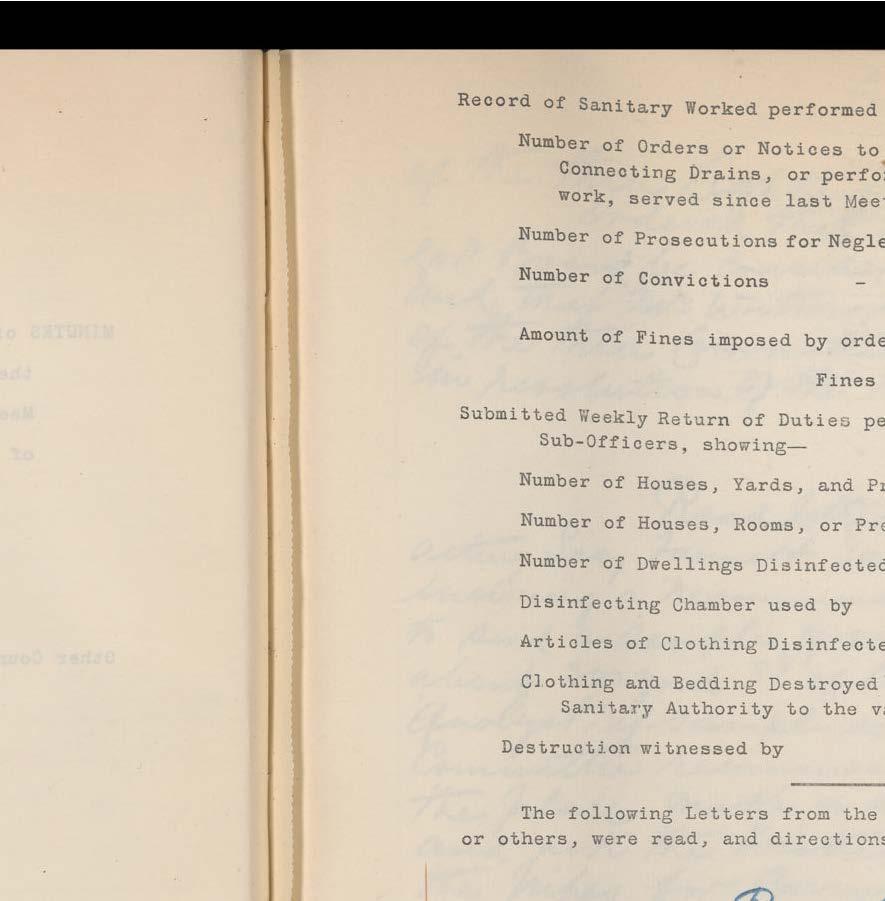 Record of Sanitary Worked performed
Number of Orders or Notices to
Connecting Drains, or perfo
work, served since last Mee
Number of Prosecutions for Negle
Number of Convictions –
Amount of Fines imposed by orde
Fines
Submitted Weekly Return of Duties pe
Sub-Officers, showing—
Number of Houses, Yards, and Pr
Number of Houses, Rooms, or Pre
Number of Dwellings Disinfected
Disinfecting Chamber used by
Articles of Clothing Disinfecte
Clothing and Bedding Destroyed
Sanitary Authority to the va
Destruction witnessed by
The following Letters from the
or others, were read, and directions